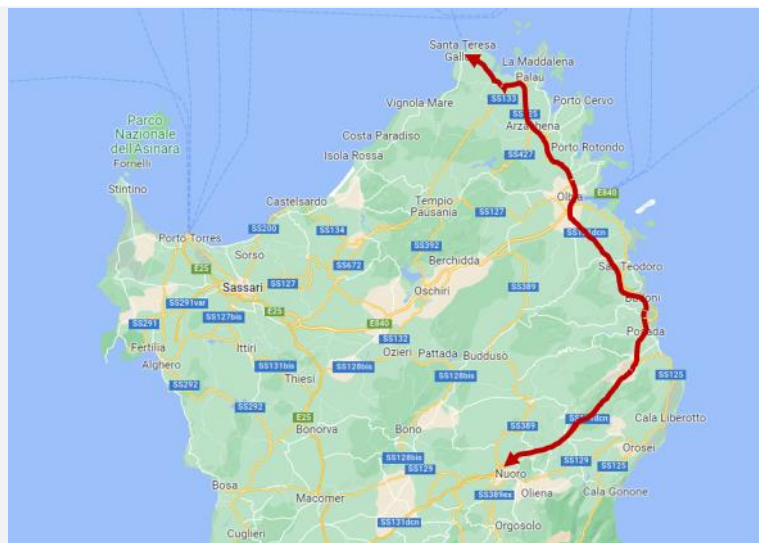 Santa Teresa
La Maddalena
Palau
SS133
Vignola Mare
Porto Cervo
Parco
Nazionale
dell'Asinara
Costa Paradiso
Arzachena
Fornelli
Isola Rossa
SS427
Porto Rotondo
Stintino
Castelsardo
Tempio
Pausania
SS127
Olbia
E840
SS200
SS134
Porto Torres
SS392
E25
Sorso
SS672
Berchidda
San Teodoro
Sassari
SS127
Oschiri
SS389
SS291var
SS127bis
E25
E840
SS291
SS132
Fertilia
Ittiri
Ozieri
Pattada
Buddusò
Posada
Alghero
SS131bis
SS128bis
SS128bis
SS125
Thiesi
SS292
SS292
E25
Cala Liberotto
Bonorva
Bono
SS389
Orosei
SS128bis
SS129
SS129
SS125
Nuoro
Bosa
Macomer
SS389ex
Oliena
Cala Gonone
SS131dcn
Orgosolo
Cuglieri